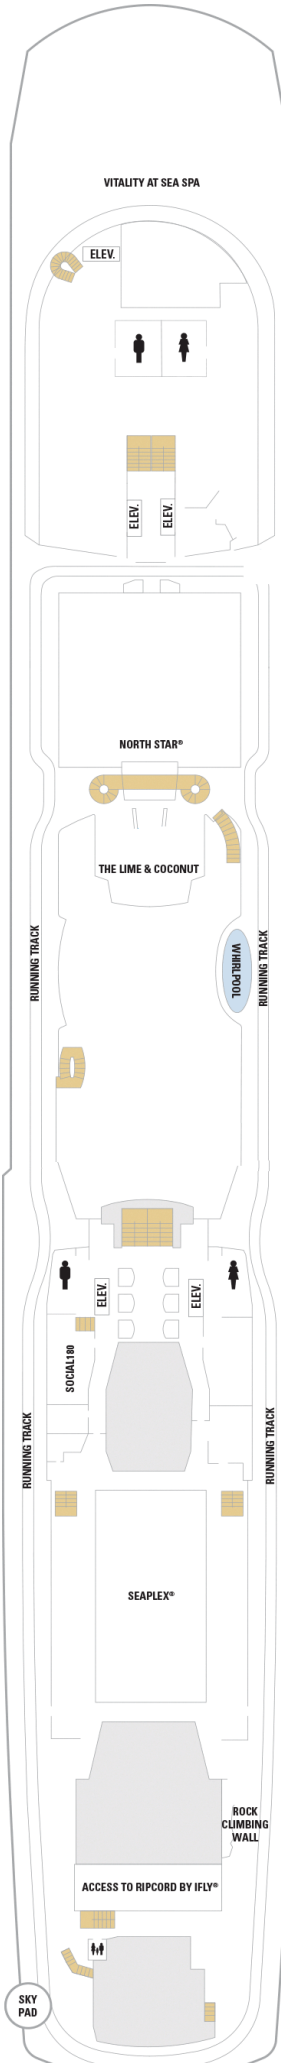 VITALITY AT SEA SPA
ELEV.
ELEV.
ELEV.
NORTH STAR®
THE LIME & COCONUT
RUNNING TRACK
WHIRLPOOL
RUNNING TRACK
ELEV.
ELEV.
SOCIAL180
RUNNING TRACK
RUNNING TRACK
SEAPLEX®
ROCK
CLIMBING
WALL
ACCESS TO RIPCORD BY IFLY®
SKY
PAD